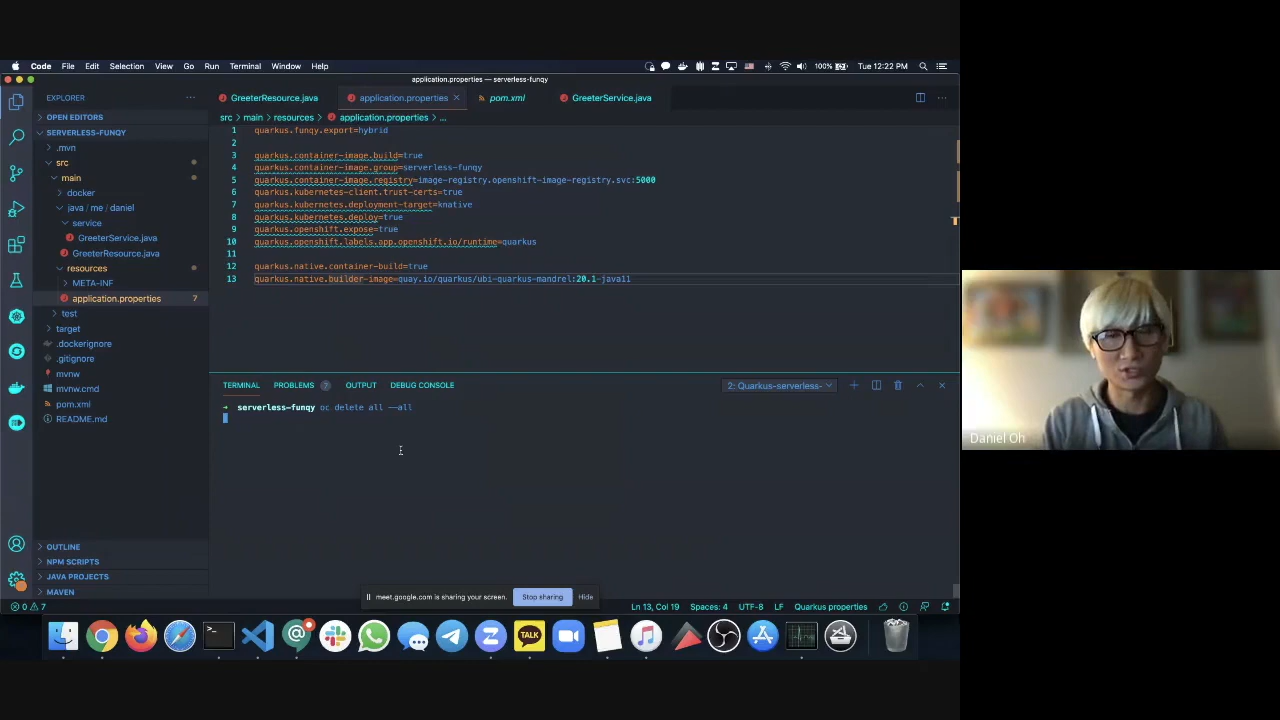 Code File Edit Selection View Go Run Terminal Window Help 100% Tue 12:22 PM
application.properties — serverless-funqy
EXPLORER
GreeterResource.java application.properties pom.xml GreeterService.java
OPEN EDITORS
SERVERLESS-FUNQY
.mvn
src
main
docker
java / me / daniel
service
GreeterService.java
GreeterResource.java
resources
META-INF
application.properties 7
test
target
.dockerignore
.gitignore
mvnw
mvnw.cmd
pom.xml
README.md
OUTLINE
NPM SCRIPTS
JAVA PROJECTS
MAVEN
src > main > resources > application.properties > ...
1 quarkus.funqy.export=hybrid
2
3 quarkus.container-image.build=true
4 quarkus.container-image.group=serverless-funqy
5 quarkus.container-image.registry=image-registry.openshift-image-registry.svc:5000
6 quarkus.kubernetes-client.trust-certs=true
7 quarkus.kubernetes.deployment-target=knative
8 quarkus.kubernetes.deploy=true
9 quarkus.openshift.expose=true
10 quarkus.openshift.labels.app.openshift.io/runtime=quarkus
11
12 quarkus.native.container-build=true
13 quarkus.native.builder-image=quay.io/quarkus/ubi-quarkus-mandrel:20.1-java11
TERMINAL PROBLEMS 7 OUTPUT DEBUG CONSOLE 2: Quarkus-serverless-
→ serverless-funqy oc delete all --all
meet.google.com is sharing your screen. Stop sharing Hide
0 7 Ln 13, Col 19 Spaces: 4 UTF-8 LF Quarkus properties
TALK
Daniel Oh